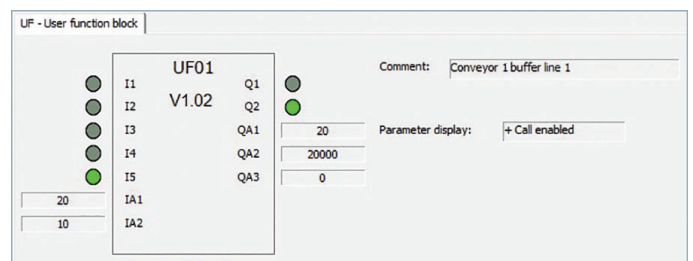 UF - User function block
UF01
V1.02
Comment: Conveyor 1 buffer line 1
Parameter display: + Call enabled
I1 Q1
I2 Q2
I3 QA1 20
I4 QA2 20000
I5 QA3 0
20 IA1
10 IA2